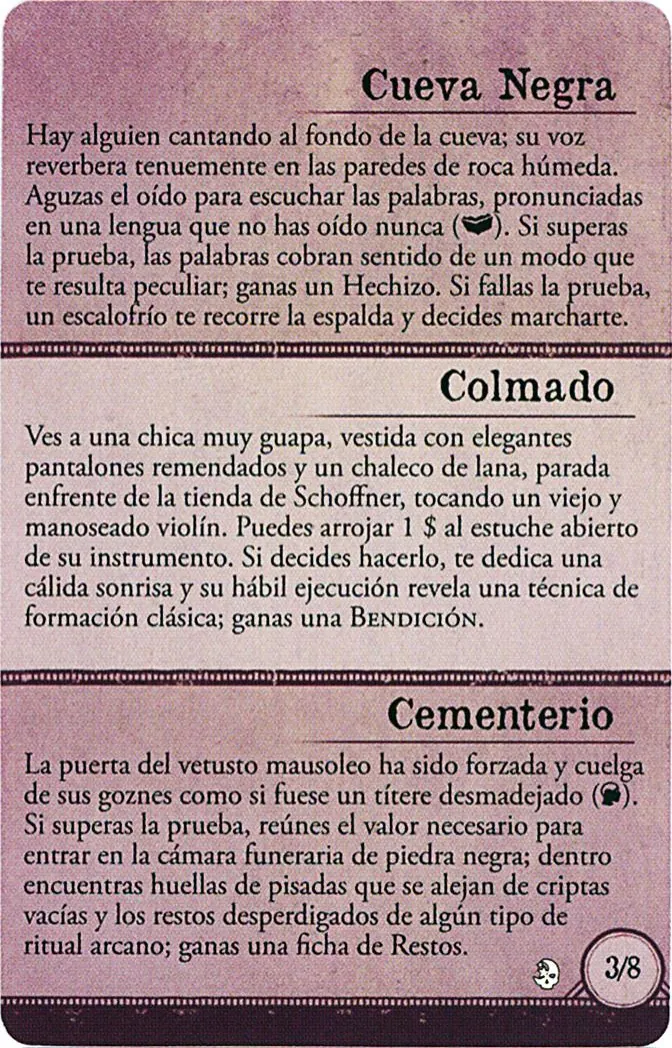 Cueva Negra
Hay alguien cantando al fondo de la cueva; su voz
reverbera tenuemente en las paredes de roca húmeda.
Aguzas el oído para escuchar las palabras, pronunciadas
en una lengua que no has oído nunca (). Si superas
la prueba, las palabras cobran sentido de un modo que
te resulta peculiar; ganas un Hechizo. Si fallas la prueba,
un escalofrío te recorre la espalda y decides marcharte.
Colmado
Ves a una chica muy guapa, vestida con elegantes
pantalones remendados y un chaleco de lana, parada
enfrente de la tienda de Schoffner, tocando un viejo y
manoseado violín. Puedes arrojar 1 $ al estuche abierto
de su instrumento. Si decides hacerlo, te dedica una
cálida sonrisa y su hábil ejecución revela una técnica de
formación clásica; ganas una BENDICIÓN.
Cementerio
La puerta del vetusto mausoleo ha sido forzada y cuelga
de sus goznes como si fuese un títere desmadejado ().
Si superas la prueba, reúnes el valor necesario para
entrar en la cámara funeraria de piedra negra; dentro
encuentras huellas de pisadas que se alejan de criptas
vacías y los restos desperdigados de algún tipo de
ritual arcano; ganas una ficha de Restos.
3/8